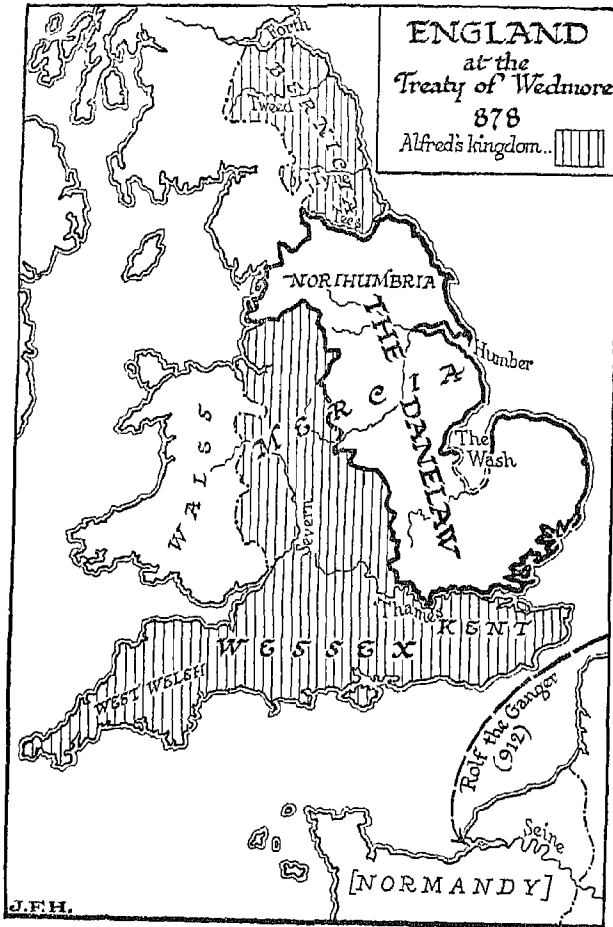 ENGLAND
at the
Treaty of Wedmore
878
Alfred's kingdom..
Forth
BERNICIA
Tweed
Tyne
Tees
NORTHUMBRIA
THE DANELAW
Humber
MERCIA
The
Wash
WALES
Severn
Thames
KENT
WESSEX
WEST WELSH
Rolf the Ganger
(912)
Seine
[NORMANDY]
J.F.H.